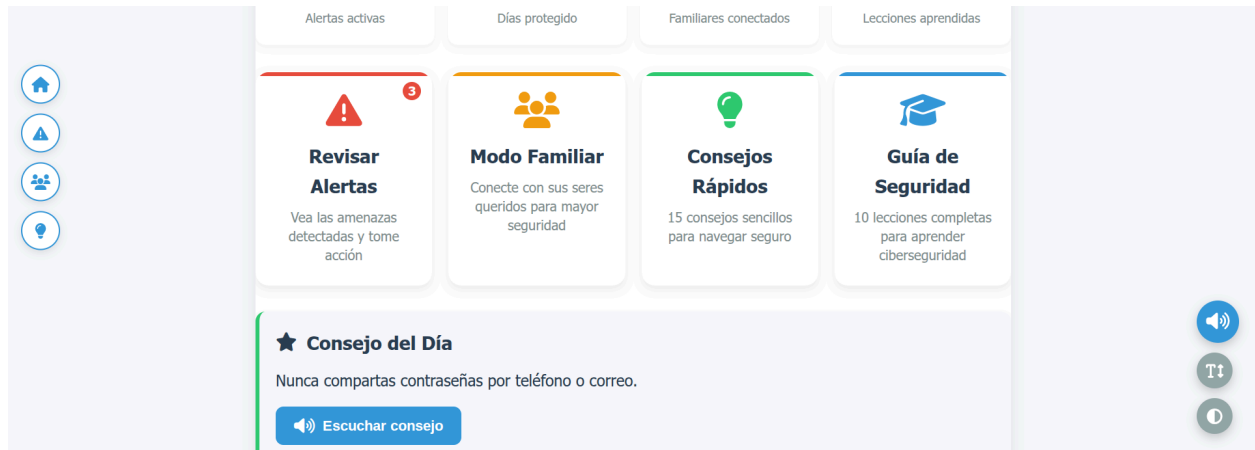 Alertas activas
Días protegido
Familiares conectados
Lecciones aprendidas
3
Revisar
Alertas
Vea las amenazas
detectadas y tome
acción
Modo Familiar
Conecte con sus seres
queridos para mayor
seguridad
Consejos
Rápidos
15 consejos sencillos
para navegar seguro
Guía de
Seguridad
10 lecciones completas
para aprender
ciberseguridad
Consejo del Día
Nunca compartas contraseñas por teléfono o correo.
Escuchar consejo
T